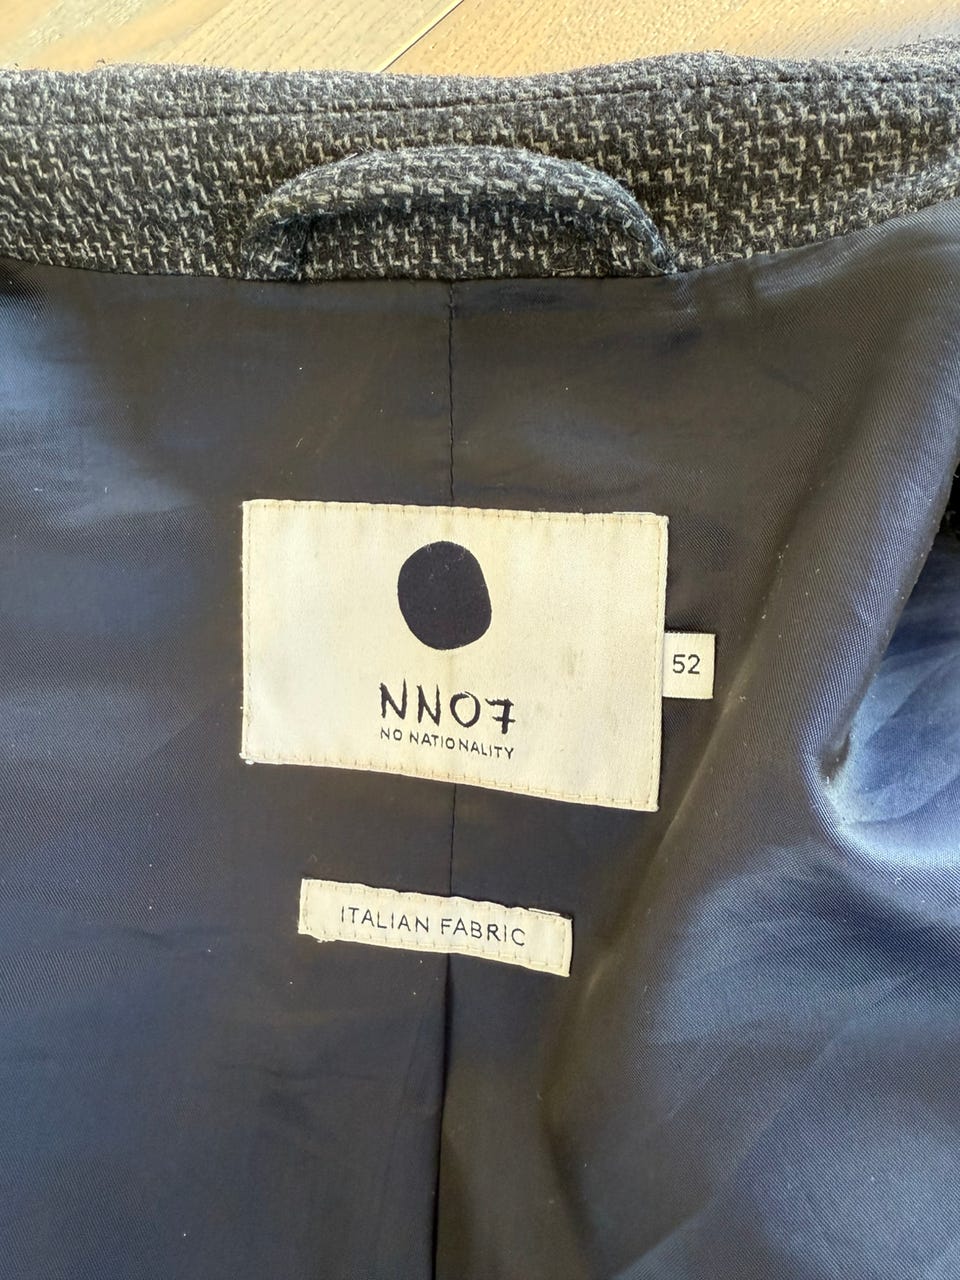 NN07
NO NATIONALITY
52
ITALIAN FABRIC